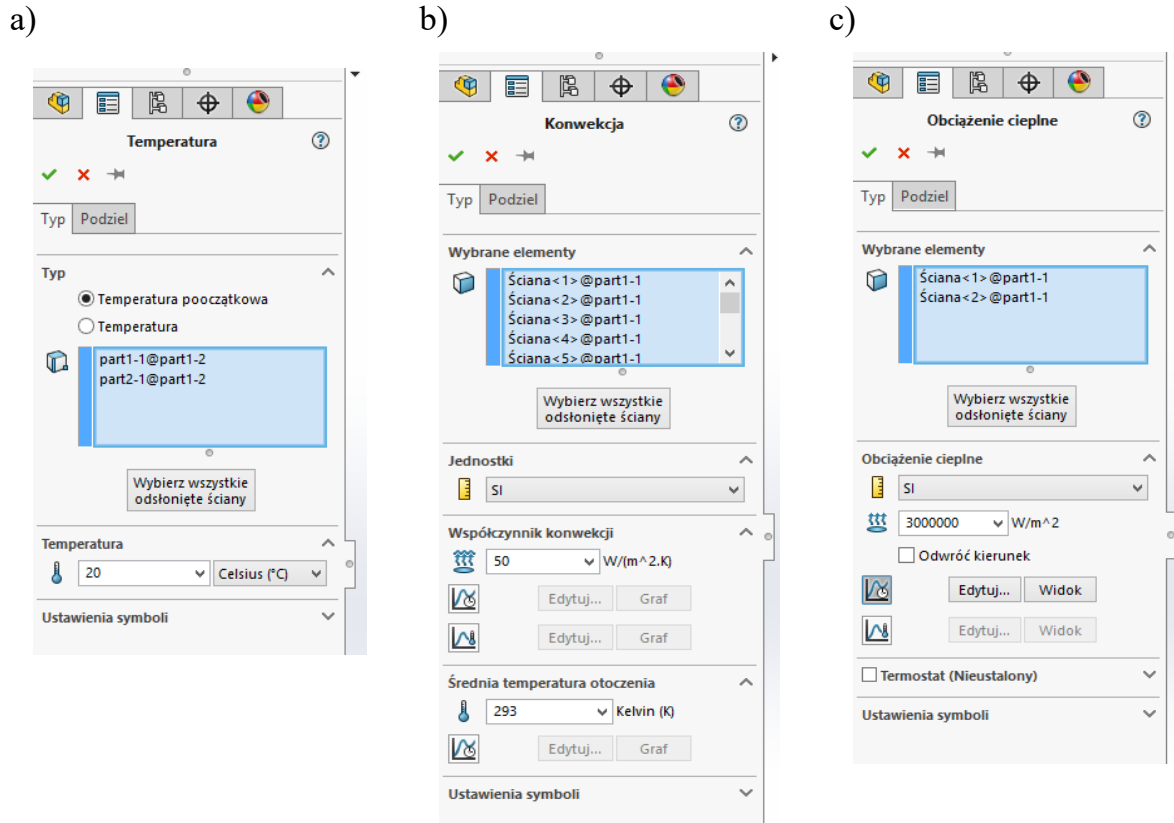 a)
Temperatura
Typ Podziel
Typ
Temperatura pooczątkowa
Temperatura
part1-1@part1-2
part2-1@part1-2
Wybierz wszystkie
odsłonięte ściany
Temperatura
20 Celsius (°C)
Ustawienia symboli
b)
Konwekcja
Typ Podziel
Wybrane elementy
Ściana<1>@part1-1
Ściana<2>@part1-1
Ściana<3>@part1-1
Ściana<4>@part1-1
Ściana<5>@part1-1
Wybierz wszystkie
odsłonięte ściany
Jednostki
SI
Współczynnik konwekcji
50 W/(m^2.K)
Edytuj... Graf
Edytuj... Graf
Średnia temperatura otoczenia
293 Kelvin (K)
Edytuj... Graf
Ustawienia symboli
c)
Obciążenie cieplne
Typ Podziel
Wybrane elementy
Ściana<1>@part1-1
Ściana<2>@part1-1
Wybierz wszystkie
odsłonięte ściany
Obciążenie cieplne
SI
3000000 W/m^2
Odwróć kierunek
Edytuj... Widok
Edytuj... Widok
Termostat (Nieustalony)
Ustawienia symboli